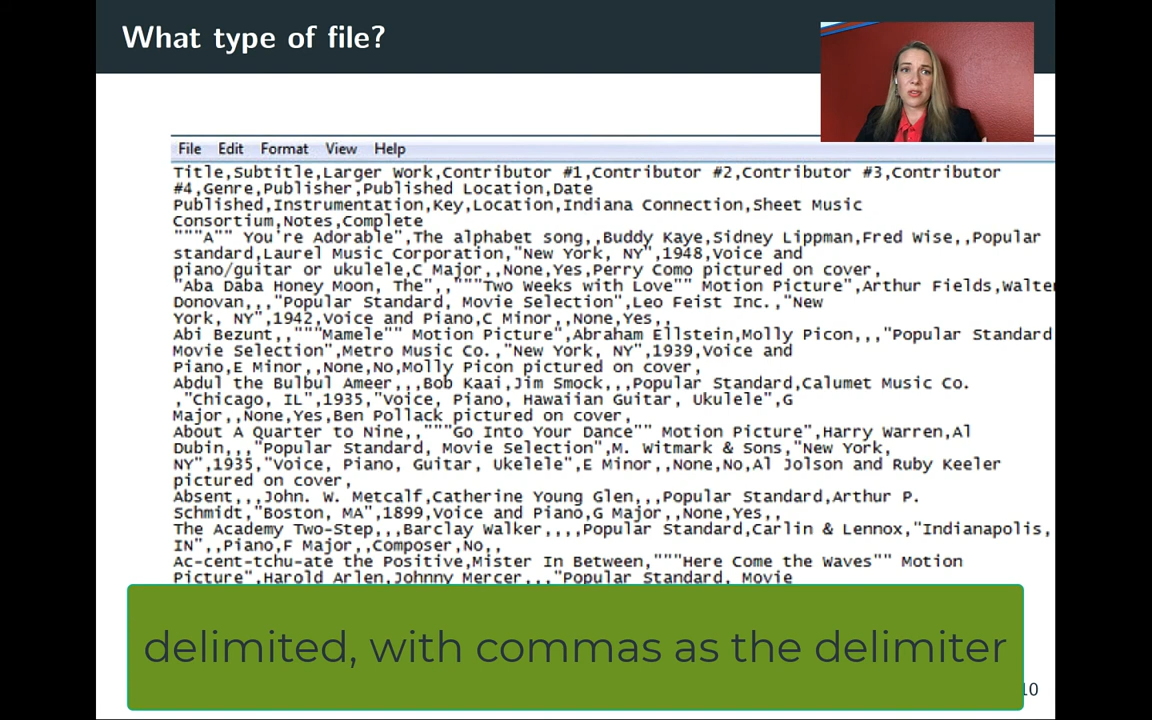 What type of file?
File Edit Format View Help
Title,Subtitle,Larger Work,Contributor #1,Contributor #2,Contributor #3,Contributor
#4,Genre,Publisher,Published Location,Date
Published,Instrumentation,Key,Location,Indiana Connection,Sheet Music
Consortium,Notes,Complete
"""A"" You're Adorable",The alphabet song,,Buddy Kaye,Sidney Lippman,Fred Wise,,Popular
standard,Laurel Music Corporation,"New York, NY",1948,Voice and
piano/guitar or ukulele,C Major,,None,Yes,Perry Como pictured on cover,
"Aba Daba Honey Moon, The",,"""Two Weeks with Love"" Motion Picture",Arthur Fields,Walter
Donovan,,,"Popular Standard, Movie Selection",Leo Feist Inc.,"New
York, NY",1942,Voice and Piano,C Minor,,None,Yes,,
Abi Bezunt,,"""Mamele"" Motion Picture",Abraham Ellstein,Molly Picon,,,"Popular Standard
Movie Selection",Metro Music Co.,"New York, NY",1939,Voice and
Piano,E Minor,,None,No,Molly Picon pictured on cover,
Abdul the Bulbul Ameer,,,Bob Kaai,Jim Smock,,,Popular Standard,Calumet Music Co.
,"Chicago, IL",1935,"Voice, Piano, Hawaiian Guitar, Ukulele",G
Major,,None,Yes,Ben Pollack pictured on cover,
About A Quarter to Nine,,"""Go Into Your Dance"" Motion Picture",Harry Warren,Al
Dubin,,,"Popular Standard, Movie Selection",M. Witmark & Sons,"New York,
NY",1935,"Voice, Piano, Guitar, Ukelele",E Minor,,None,No,Al Jolson and Ruby Keeler
pictured on cover,
Absent,,,John. W. Metcalf,Catherine Young Glen,,,Popular Standard,Arthur P.
Schmidt,"Boston, MA",1899,Voice and Piano,G Major,,None,Yes,,
The Academy Two-Step,,,Barclay Walker,,,,Popular Standard,Carlin & Lennox,"Indianapolis,
IN",,Piano,F Major,,Composer,No,,
Ac-cent-tchu-ate the Positive,Mister In Between,"""Here Come the Waves"" Motion
Picture",Harold Arlen,Johnny Mercer,,,"Popular Standard, Movie
delimited, with commas as the delimiter
10